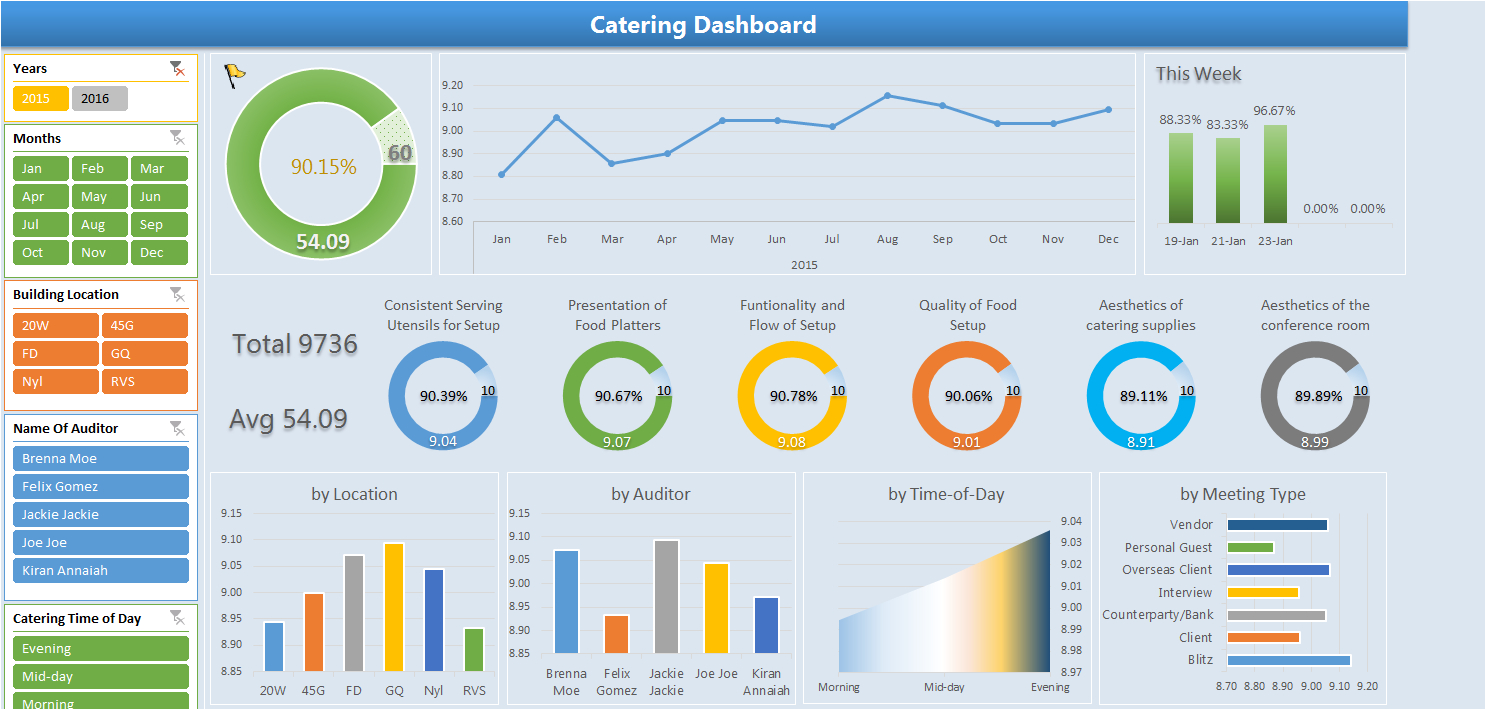 Catering Dashboard
Years
2015 2016
Months
Jan Feb Mar
Apr May Jun
Jul Aug Sep
Oct Nov Dec
Building Location
20W 45G
FD GQ
Nyl RVS
Name Of Auditor
Brenna Moe
Felix Gomez
Jackie Jackie
Joe Joe
Kiran Annaiah
Catering Time of Day
Evening
Mid-day
Morning
90.15%
60
54.09
9.20
9.10
9.00
8.90
8.80
8.70
8.60
Jan Feb Mar Apr May Jun Jul Aug Sep Oct Nov Dec
2015
This Week
88.33% 83.33% 96.67% 0.00% 0.00%
19-Jan 21-Jan 23-Jan
Total 9736
Avg 54.09
Consistent Serving
Utensils for Setup
90.39%
10
9.04
Presentation of
Food Platters
90.67%
10
9.07
Funtionality and
Flow of Setup
90.78%
10
9.08
Quality of Food
Setup
90.06%
10
9.01
Aesthetics of
catering supplies
89.11%
10
8.91
Aesthetics of the
conference room
89.89%
10
8.99
by Location
9.15
9.10
9.05
9.00
8.95
8.90
8.85
20W 45G FD GQ Nyl RVS
by Auditor
9.15
9.10
9.05
9.00
8.95
8.90
8.85
Brenna Felix Jackie Joe Joe Kiran
Moe Gomez Jackie Annaiah
by Time-of-Day
9.04
9.03
9.02
9.01
9.00
8.99
8.98
8.97
Morning Mid-day Evening
by Meeting Type
Vendor
Personal Guest
Overseas Client
Interview
Counterparty/Bank
Client
Blitz
8.70 8.80 8.90 9.00 9.10 9.20